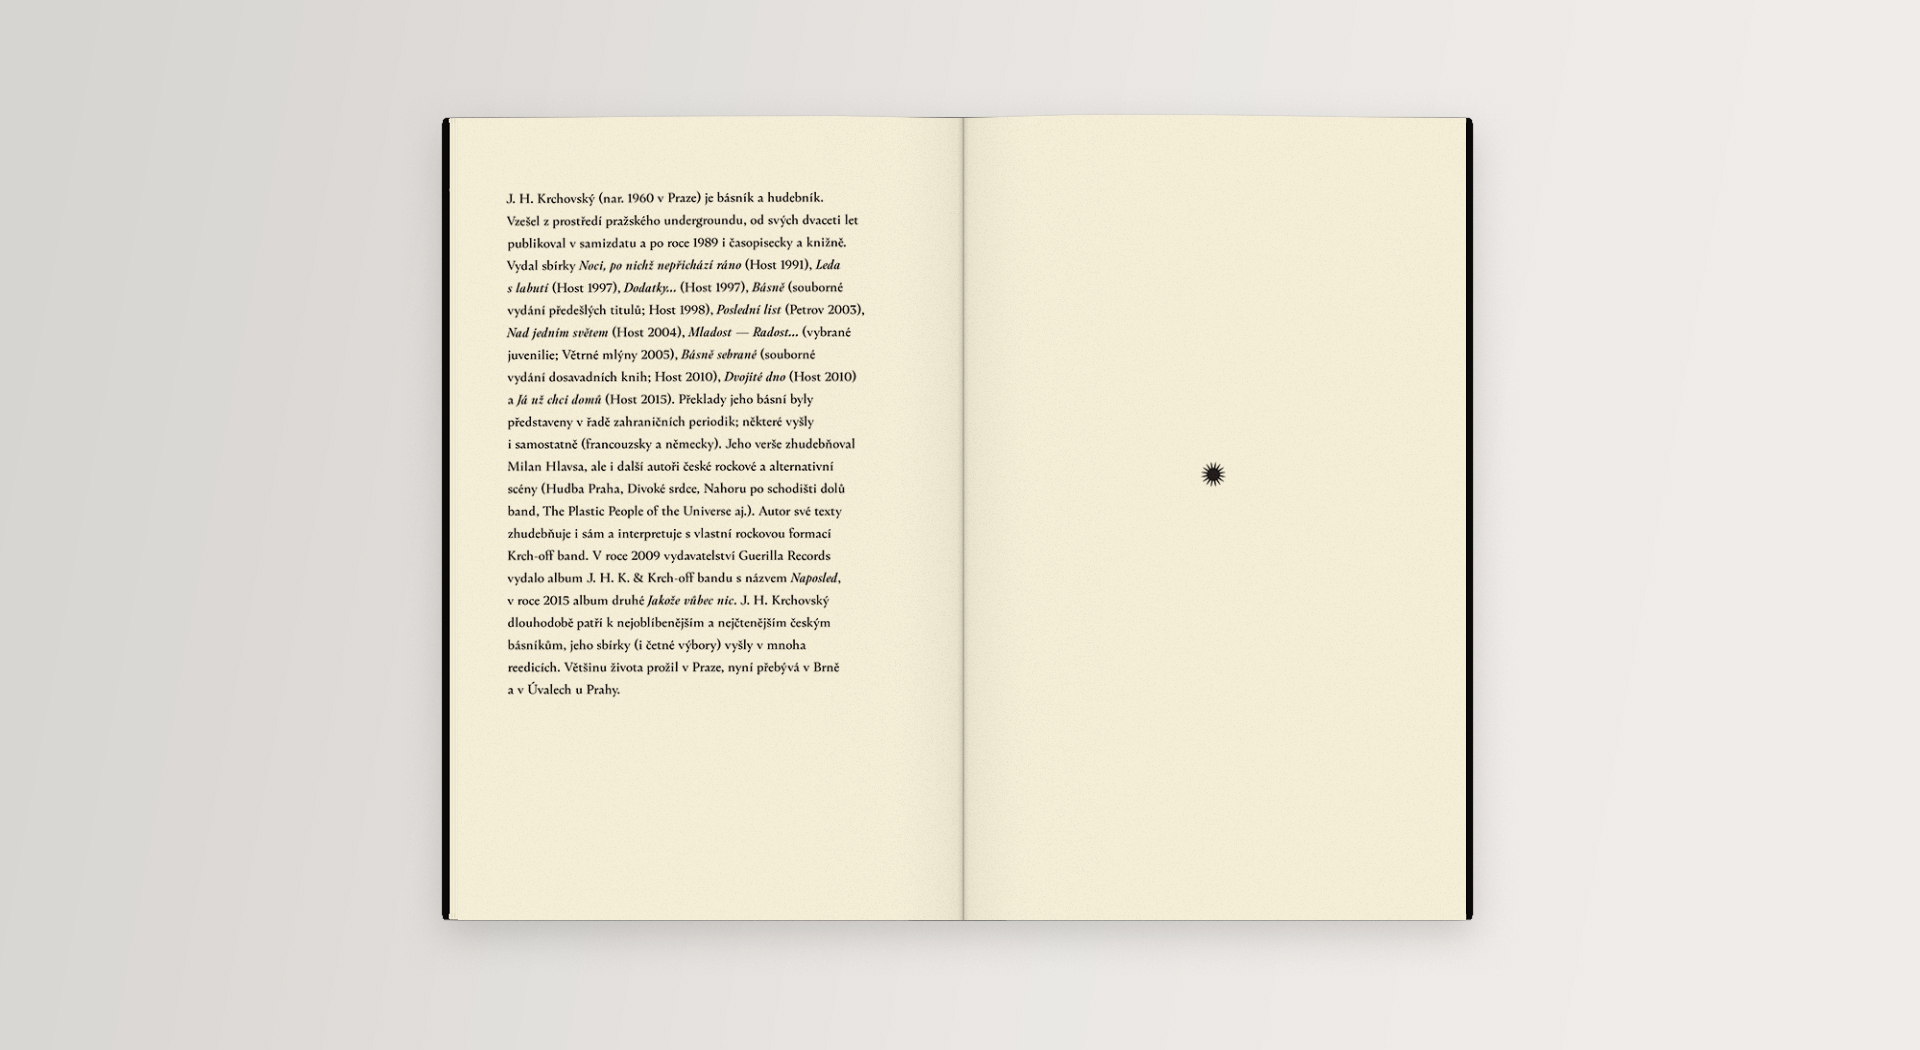 J. H. Krchovský (nar. 1960 v Praze) je básník a hudebník.
Vzešel z prostředí pražského undergroundu, od svých dvaceti let
publikoval v samizdatu a po roce 1989 i časopisecky a knižně.
Vydal sbírky Noci, po nichž nepřichází ráno (Host 1991), Leda
s labutí (Host 1997), Dodatky... (Host 1997), Básně (souborné
vydání předešlých titulů; Host 1998), Poslední list (Petrov 2003),
Nad jedním světem (Host 2004), Mladost — Radost... (vybrané
juvenilie; Větrné mlýny 2005), Básně sebrané (souborné
vydání dosavadních knih; Host 2010), Dvojité dno (Host 2010)
a Já už chci domů (Host 2015). Překlady jeho básní byly
představeny v řadě zahraničních periodik; některé vyšly
i samostatně (francouzsky a německy). Jeho verše zhudebňoval
Milan Hlavsa, ale i další autoři české rockové a alternativní
scény (Hudba Praha, Divoké srdce, Nahoru po schodišti dolů
band, The Plastic People of the Universe aj.). Autor své texty
zhudebňuje i sám a interpretuje s vlastní rockovou formací
Krch-off band. V roce 2009 vydavatelství Guerilla Records
vydalo album J. H. K. & Krch-off bandu s názvem Naposled,
v roce 2015 album druhé Jakože vůbec nic. J. H. Krchovský
dlouhodobě patří k nejoblíbenějším a nejčtenějším českým
básníkům, jeho sbírky (i četné výbory) vyšly v mnoha
reedicích. Většinu života prožil v Praze, nyní přebývá v Brně
a v Úvalech u Prahy.